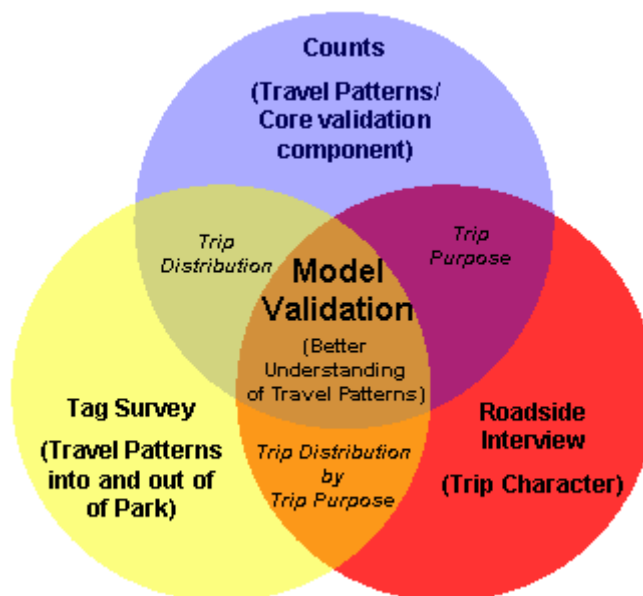 Counts
(Travel Patterns/
Core validation
component)
Trip
Distribution
Trip
Purpose
Model
Validation
(Better
Understanding
of Travel Patterns)
Tag Survey
(Travel Patterns
into and out of
of Park)
Roadside
Interview
(Trip Character)
Trip Distribution
by
Trip Purpose